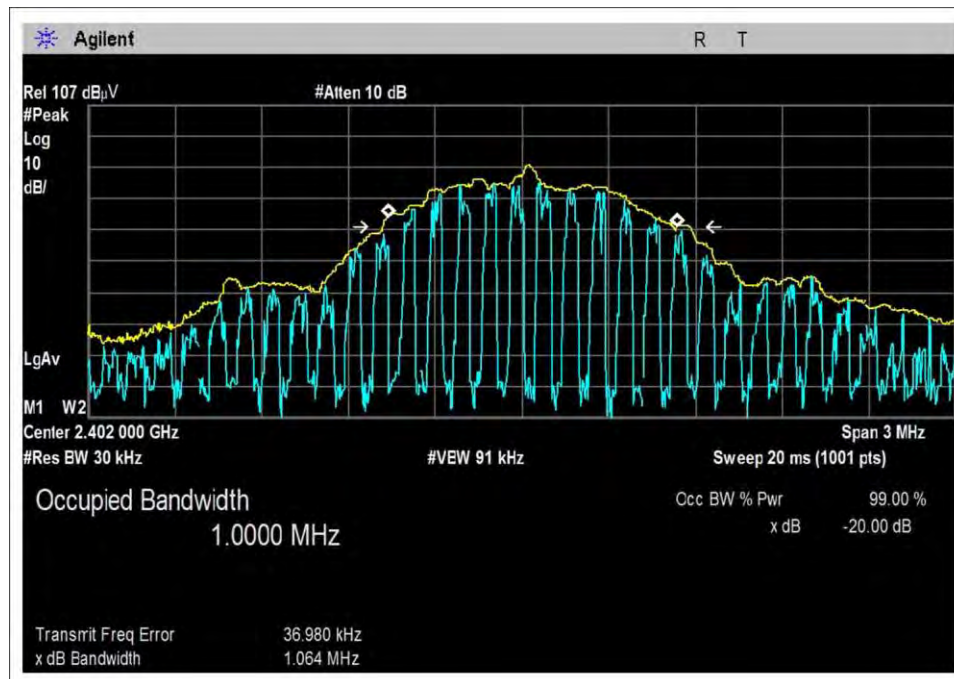 Agilent
R T
Rel 107 dBµV #Atten 10 dB
#Peak
Log
10
dB/
LgAv
M1 W2
Center 2.402 000 GHz Span 3 MHz
#Res BW 30 kHz #VEW 91 kHz Sweep 20 ms (1001 pts)
Occupied Bandwidth
1.0000 MHz
Occ BW % Pwr 99.00 %
x dB -20.00 dB
Transmit Freq Error 36.980 kHz
x dB Bandwidth 1.064 MHz